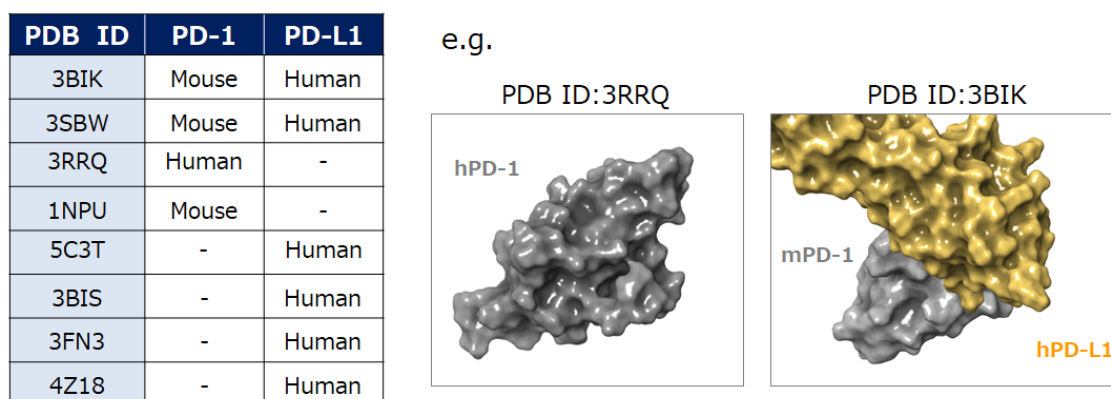 PDB ID PD-1 PD-L1
3BIK Mouse Human
3SBW Mouse Human
3RRQ Human -
1NPU Mouse -
5C3T - Human
3BIS - Human
3FN3 - Human
4Z18 - Human
e.g.
PDB ID:3RRQ
hPD-1
PDB ID:3BIK
mPD-1
hPD-L1